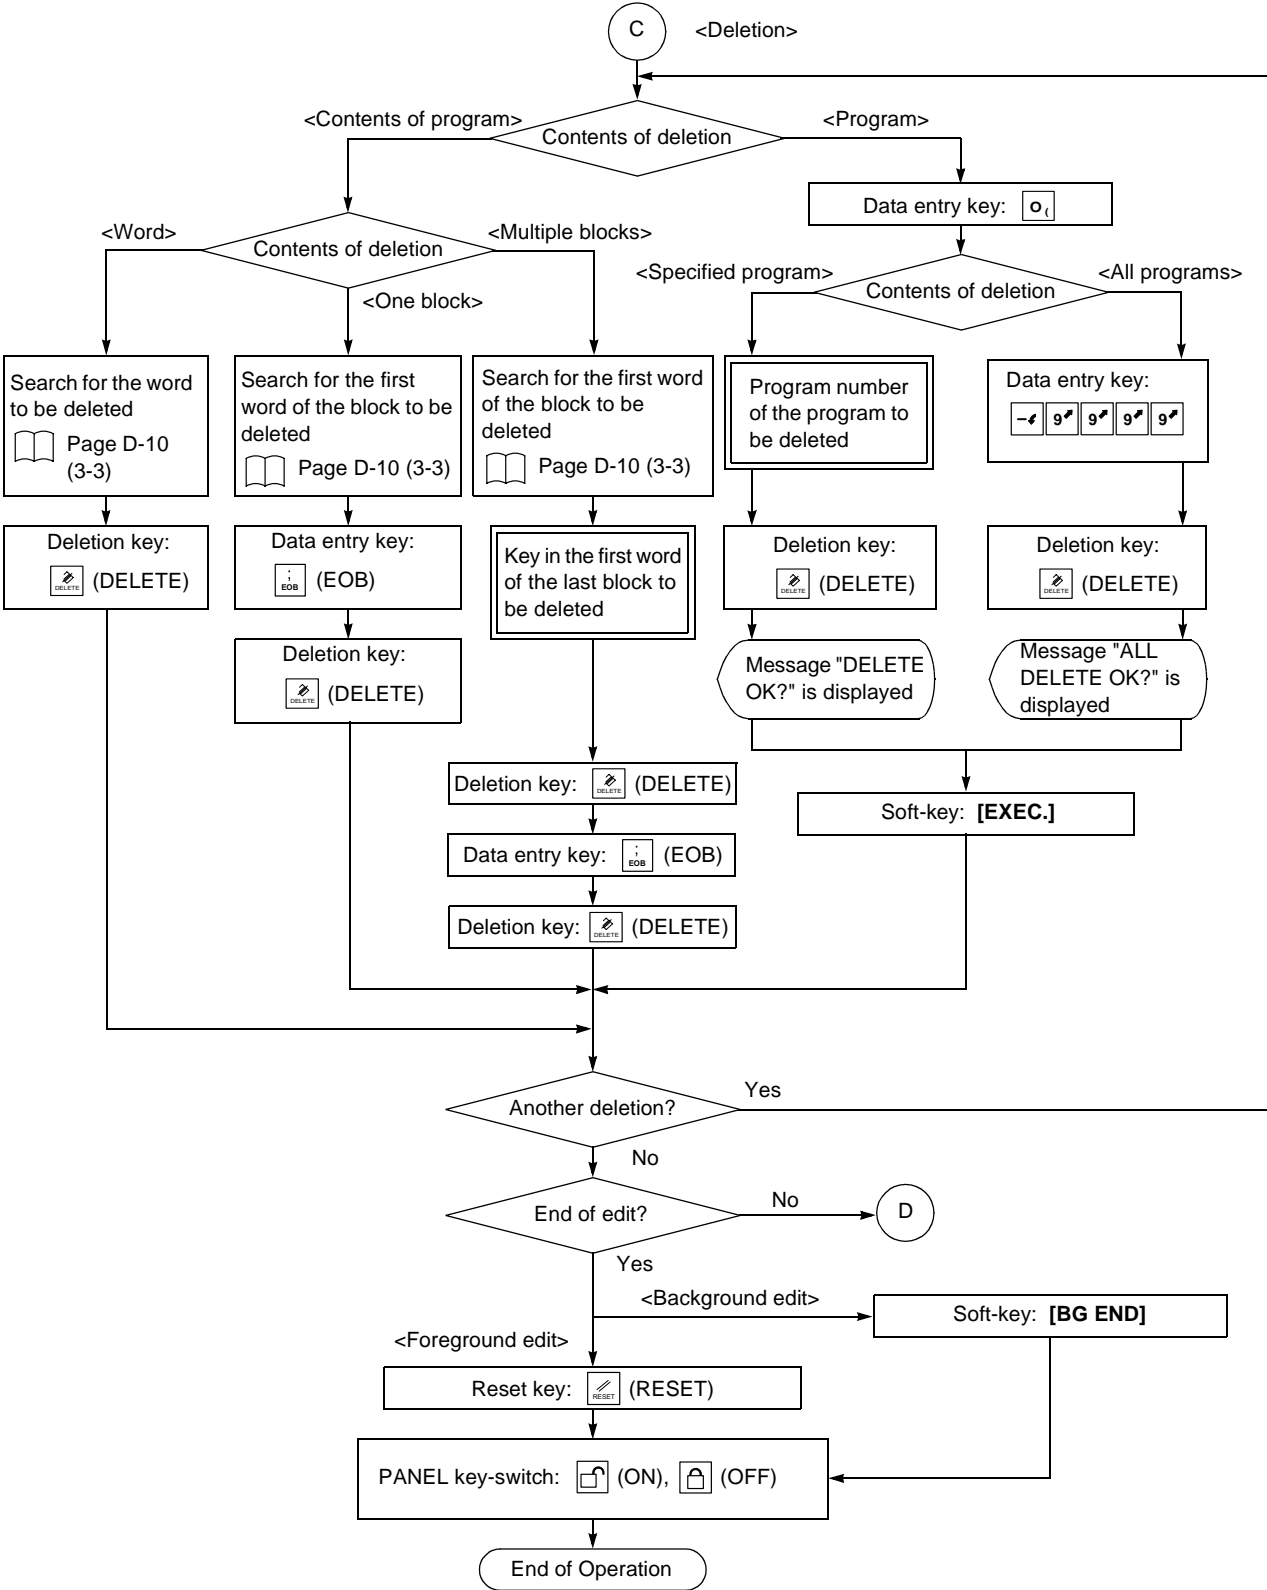 C
<Deletion>
<Contents of program>
Contents of deletion
<Program>
Data entry key: O(
<Word>
Contents of deletion
<Multiple blocks>
<One block>
<Specified program>
Contents of deletion
<All programs>
Search for the word
to be deleted
Page D-10
(3-3)
Search for the first
word of the block to be
deleted
Page D-10 (3-3)
Search for the first word
of the block to be
deleted
Page D-10 (3-3)
Program number
of the program to
be deleted
Data entry key:
– 9 9 9 9
Deletion key:
DELETE (DELETE)
Data entry key:
; EOB (EOB)
Deletion key:
DELETE (DELETE)
Key in the first word
of the last block to
be deleted
Deletion key:
DELETE (DELETE)
Deletion key:
DELETE (DELETE)
Message "DELETE
OK?" is displayed
Message "ALL
DELETE OK?" is
displayed
Deletion key: DELETE (DELETE)
Soft-key: [EXEC.]
Data entry key: ; EOB (EOB)
Deletion key: DELETE (DELETE)
Another deletion?
Yes
No
End of edit?
No
D
Yes
<Background edit>
Soft-key: [BG END]
<Foreground edit>
Reset key: RESET (RESET)
PANEL key-switch: (ON), (OFF)
End of Operation